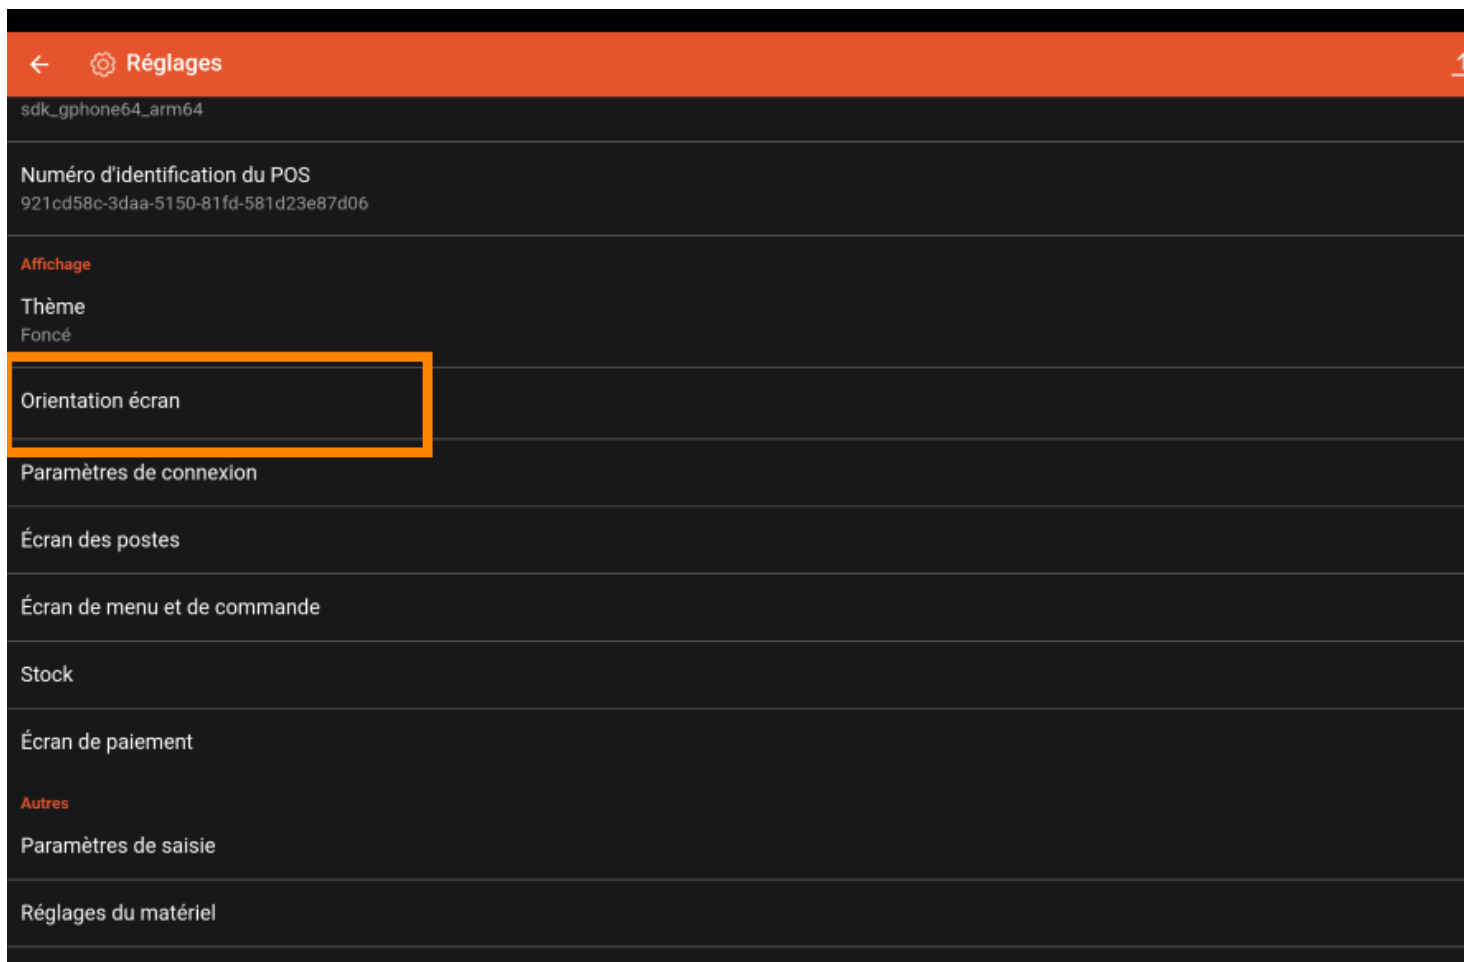 Réglages
sdk_gphone64_arm64
Numéro d'identification du POS
921cd58c-3daa-5150-81fd-581d23e87d06
Affichage
Thème
Foncé
Orientation écran
Paramètres de connexion
Écran des postes
Écran de menu et de commande
Stock
Écran de paiement
Autres
Paramètres de saisie
Réglages du matériel